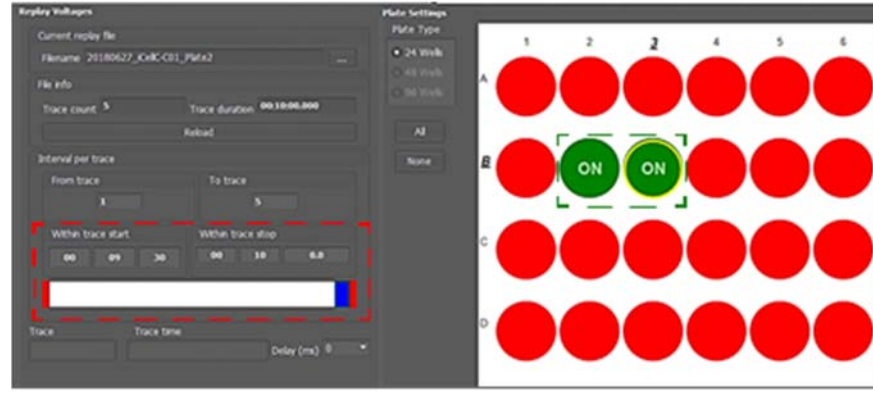 Replay Voltages
Current replay file
Filename 20180627_iCellC-C01_Plate2 ...
File info
Trace count 5 Trace duration 00:10:00.000
Reload
Interval per trace
From trace To trace
1 5
Within trace start Within trace stop
00 09 30 00 10 0.0
Trace Trace time
Delay (ms) 0
Plate Settings
Plate Type
24 Wells
48 Wells
96 Wells
All
None
1 2 3 4 5 6
A
B ON ON
C
D